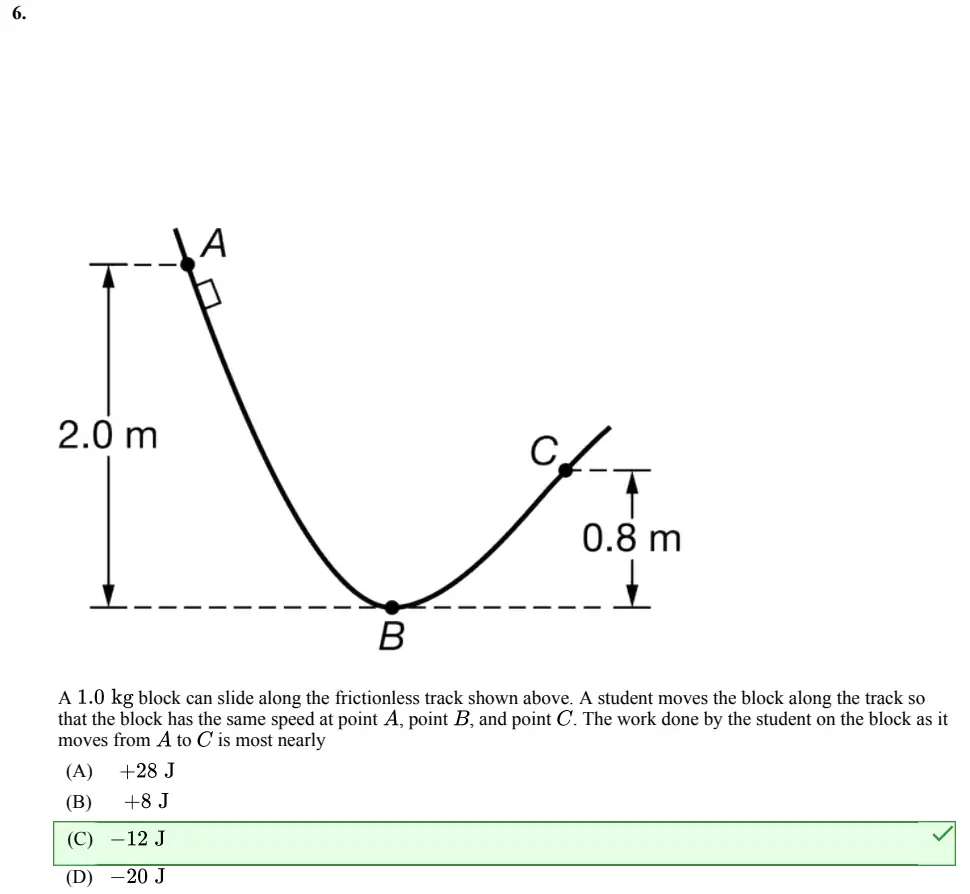 6.
A
2.0 m
C
0.8 m
B
A 1.0 kg block can slide along the frictionless track shown above. A student moves the block along the track so
that the block has the same speed at point A, point B, and point C. The work done by the student on the block as it
moves from A to C is most nearly
(A) +28 J
(B) +8 J
(C) −12 J
(D) −20 J